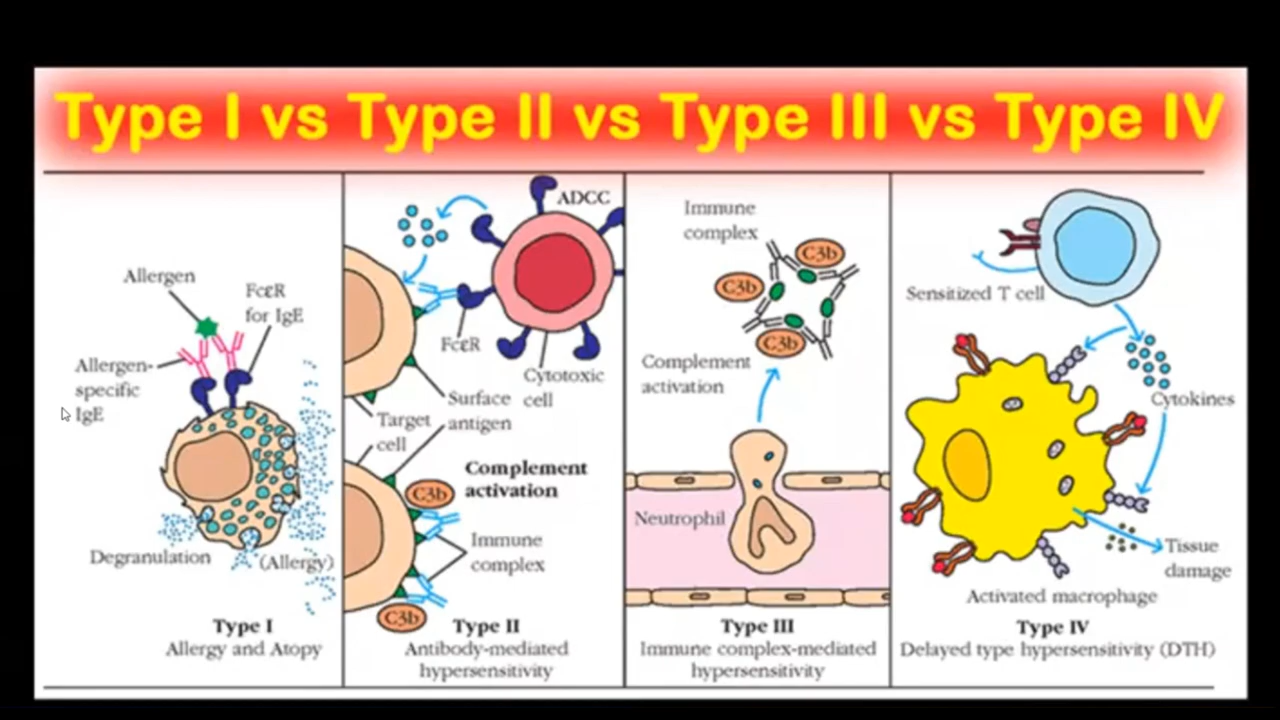 Type I vs Type II vs Type III vs Type IV
Allergen
FcεR
for IgE
Allergen-
specific
IgE
Degranulation
(Allergy)
Type I
Allergy and Atopy
ADCC
FcεR
Cytotoxic
cell
Surface
antigen
Target
cell
Complement
activation
C3b
Immune
complex
C3b
Type II
Antibody-mediated
hypersensitivity
Immune
complex
C3b
C3b
C3b
Complement
activation
Neutrophil
Type III
Immune complex-mediated
hypersensitivity
Sensitized T cell
Cytokines
Tissue
damage
Activated macrophage
Type IV
Delayed type hypersensitivity (DTH)